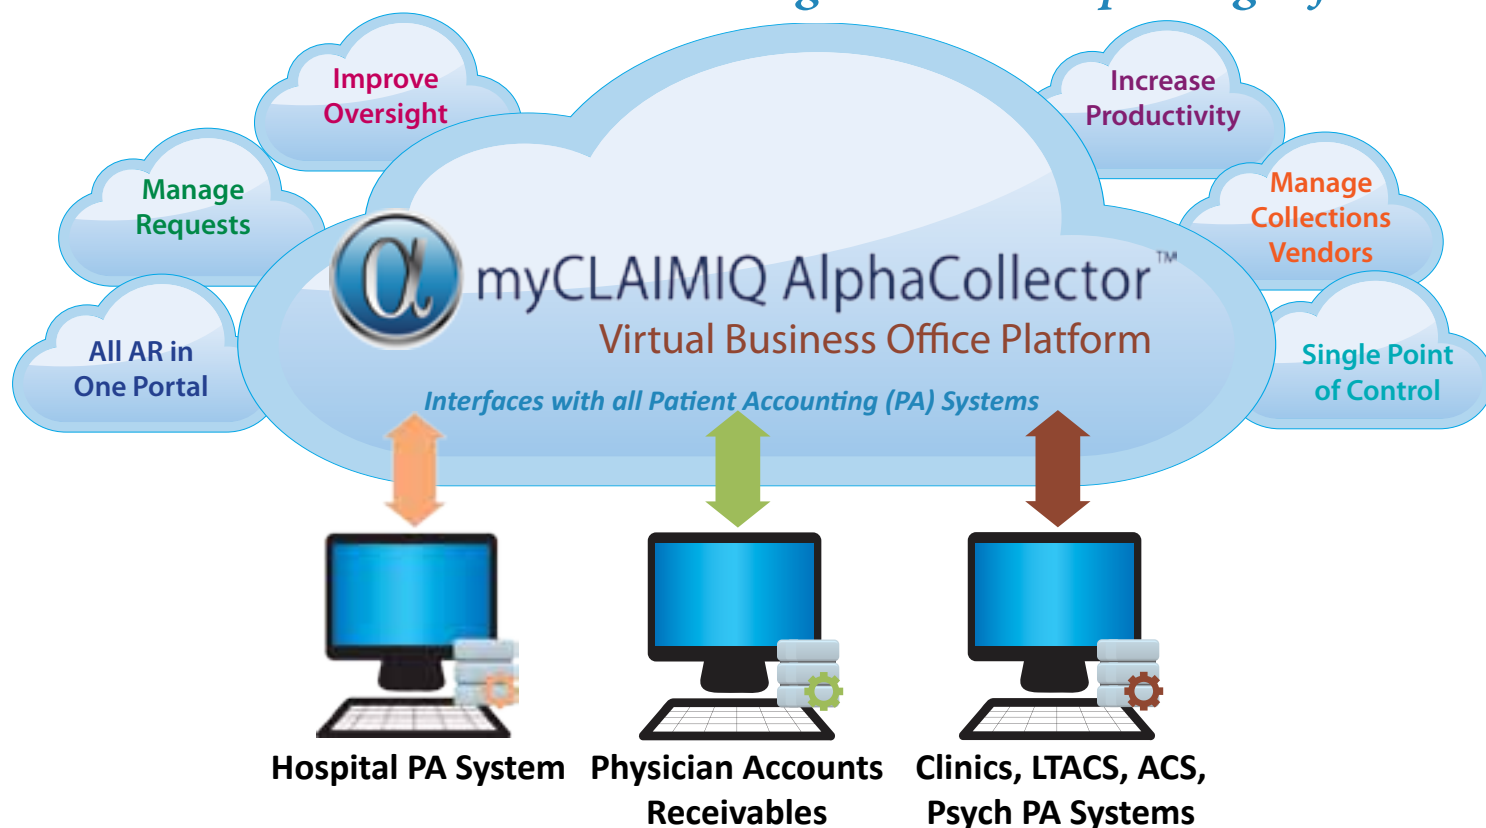 Improve
Oversight
Increase
Productivity
Manage
Requests
Manage
Collections
Vendors
α myCLAIMIQ AlphaCollector™
Virtual Business Office Platform
All AR in
One Portal
Single Point
of Control
Interfaces with all Patient Accounting (PA) Systems
Hospital PA System
Physician Accounts
Receivables
Clinics, LTACS, ACS,
Psych PA Systems